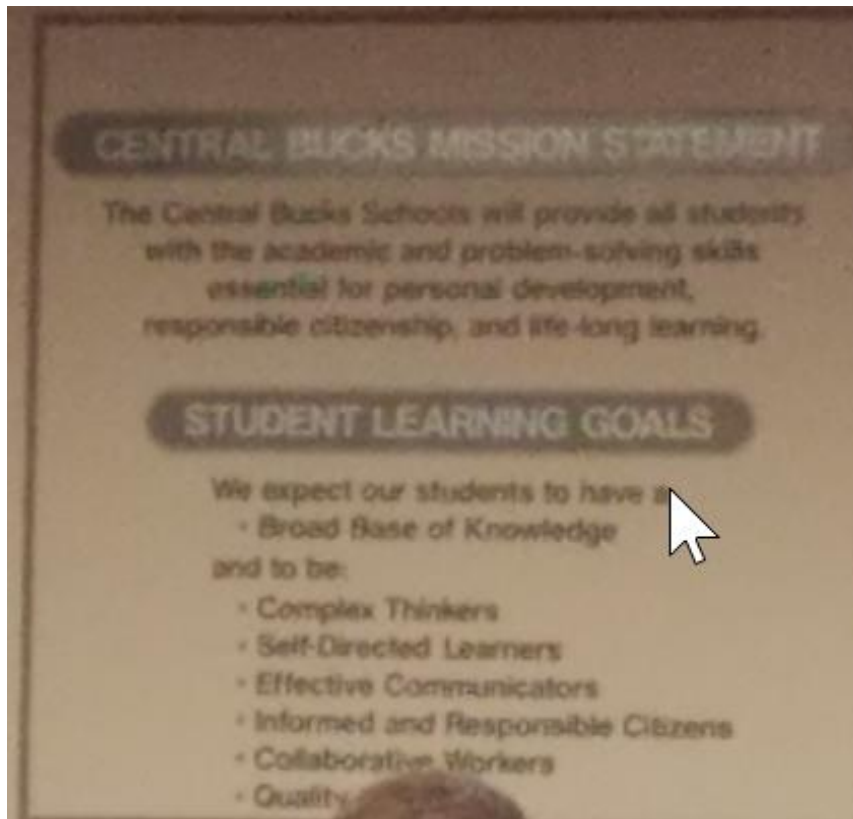 CENTRAL BUCKS MISSION STATEMENT
The Central Bucks Schools will provide all students
with the academic and problem-solving skills
essential for personal development,
responsible citizenship, and life-long learning.
STUDENT LEARNING GOALS
We expect our students to have a
· Broad Base of Knowledge
and to be:
· Complex Thinkers
· Self-Directed Learners
· Effective Communicators
· Informed and Responsible Citizens
· Collaborative Workers
· Quality